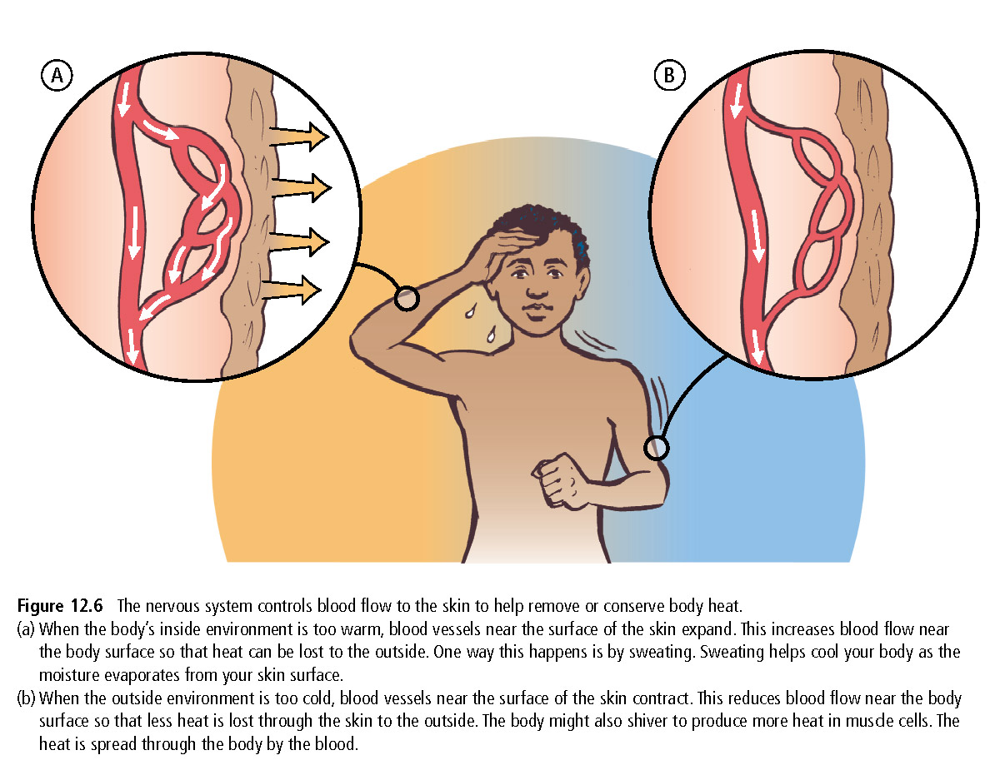 A
B
Figure 12.6 The nervous system controls blood flow to the skin to help remove or conserve body heat.
(a) When the body's inside environment is too warm, blood vessels near the surface of the skin expand. This increases blood flow near
the body surface so that heat can be lost to the outside. One way this happens is by sweating. Sweating helps cool your body as the
moisture evaporates from your skin surface.
(b) When the outside environment is too cold, blood vessels near the surface of the skin contract. This reduces blood flow near the body
surface so that less heat is lost through the skin to the outside. The body might also shiver to produce more heat in muscle cells. The
heat is spread through the body by the blood.